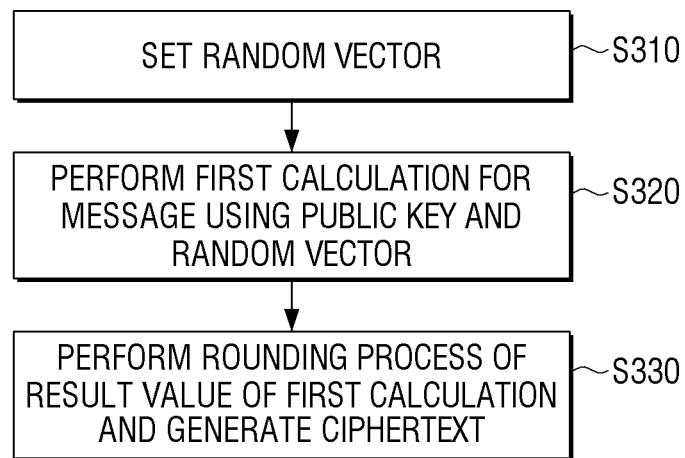 SET RANDOM VECTOR
S310
PERFORM FIRST CALCULATION FOR
MESSAGE USING PUBLIC KEY AND
RANDOM VECTOR
S320
PERFORM ROUNDING PROCESS OF
RESULT VALUE OF FIRST CALCULATION
AND GENERATE CIPHERTEXT
S330